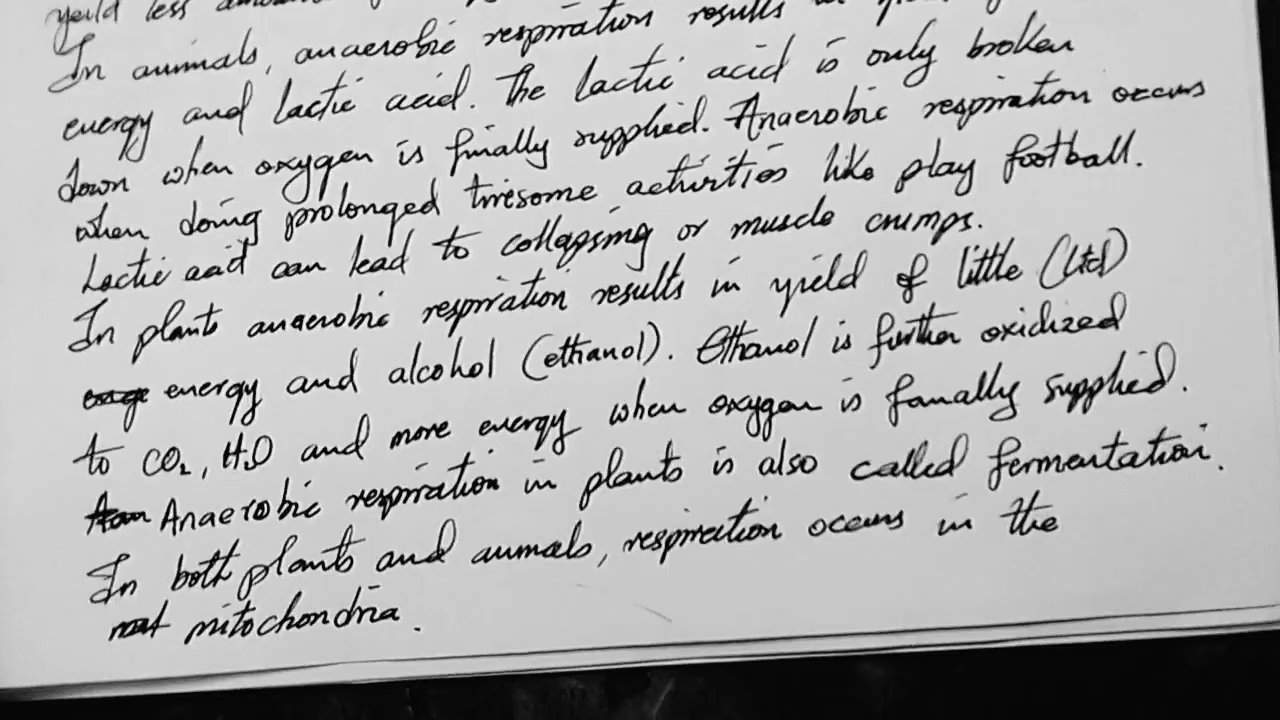 yeild less
In animals, anaerobic respiration results
energy and lactic acid. The lactic acid is only broken
down when oxygen is finally supplied. Anaerobic respiration occurs
when doing prolonged tiresome activities like play football.
Lactic acid can lead to collapsing or muscle crumps.
In plants anaerobic respiration results in yield of little (Ltd)
energy and alcohol (ethanol). Ethanol is further oxidized
to CO₂, H₂O and more energy when oxygen is fanally supplied.
Anaerobic respiration in plants is also called fermentation.
In both plants and animals, respiration occurs in the
mitochondria.